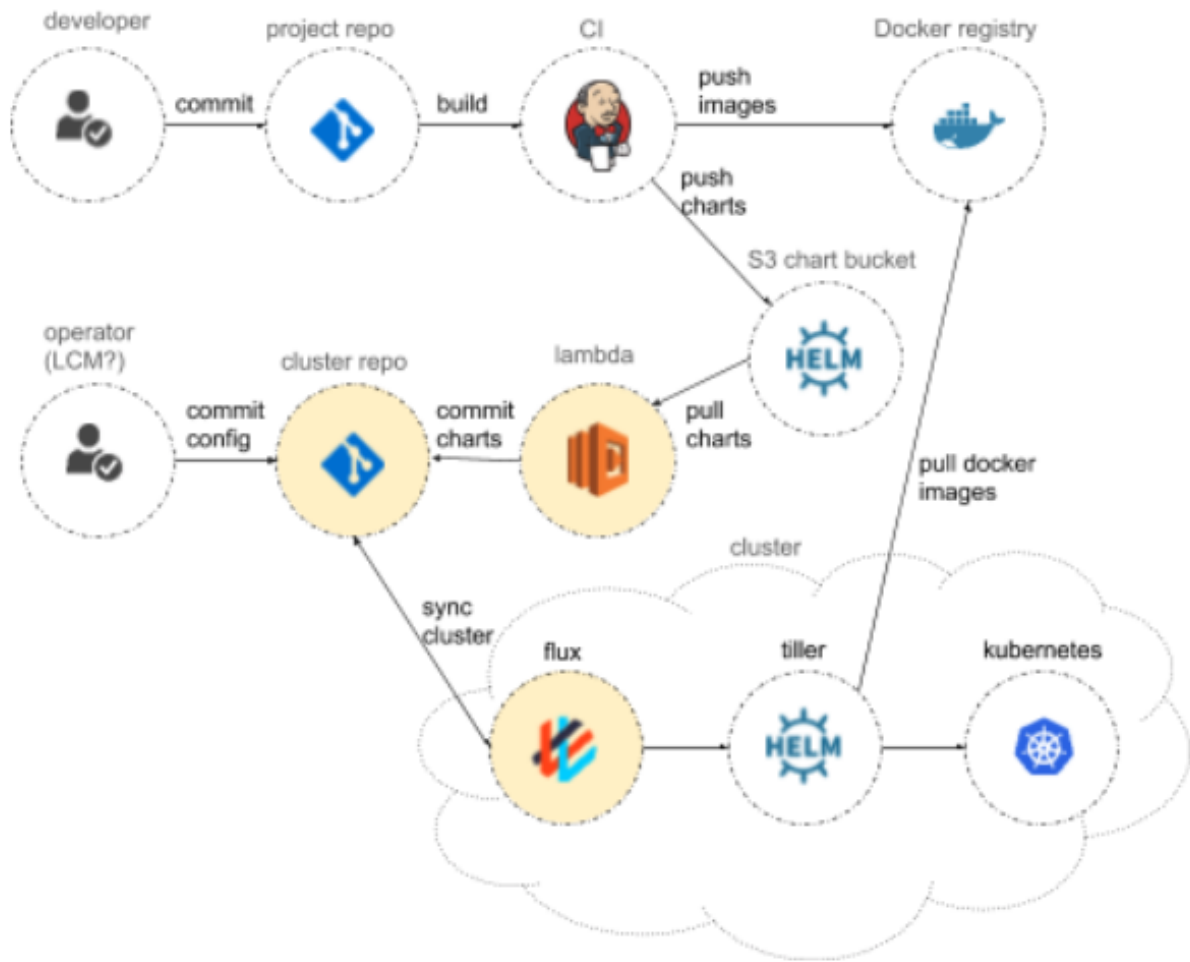 developer
project repo
CI
Docker registry
commit
build
push
images
push
charts
S3 chart bucket
HELM
operator
(LCM?)
cluster repo
lambda
commit
config
commit
charts
pull
charts
pull docker
images
cluster
sync
cluster
flux
tiller
kubernetes
HELM